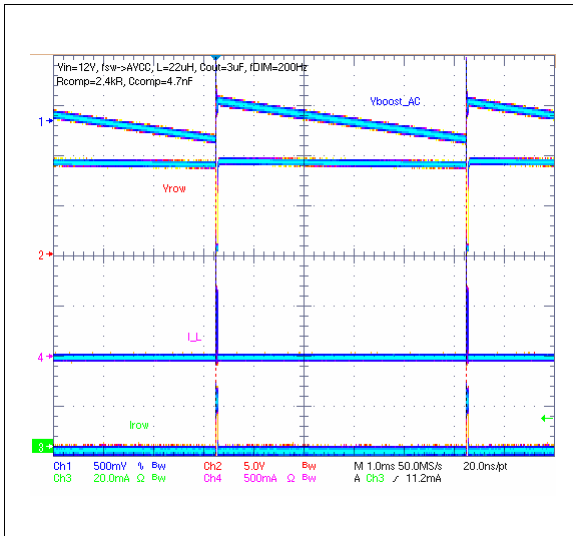 Vin=12V, fsw->AVCC, L=22uH, Cout=3uF, fDIM=200Hz
Rcomp=2.4kR, Ccomp=4.7nF
Vboost_AC
1
Vrow
2
I_L
4
Irow
3
Ch1 500mV % Bw Ch2 5.0V Bw M 1.0ms 50.0MS/s 20.0ns/pt
Ch3 20.0mA Ω Bw Ch4 500mA Ω Bw A Ch3 / 11.2mA